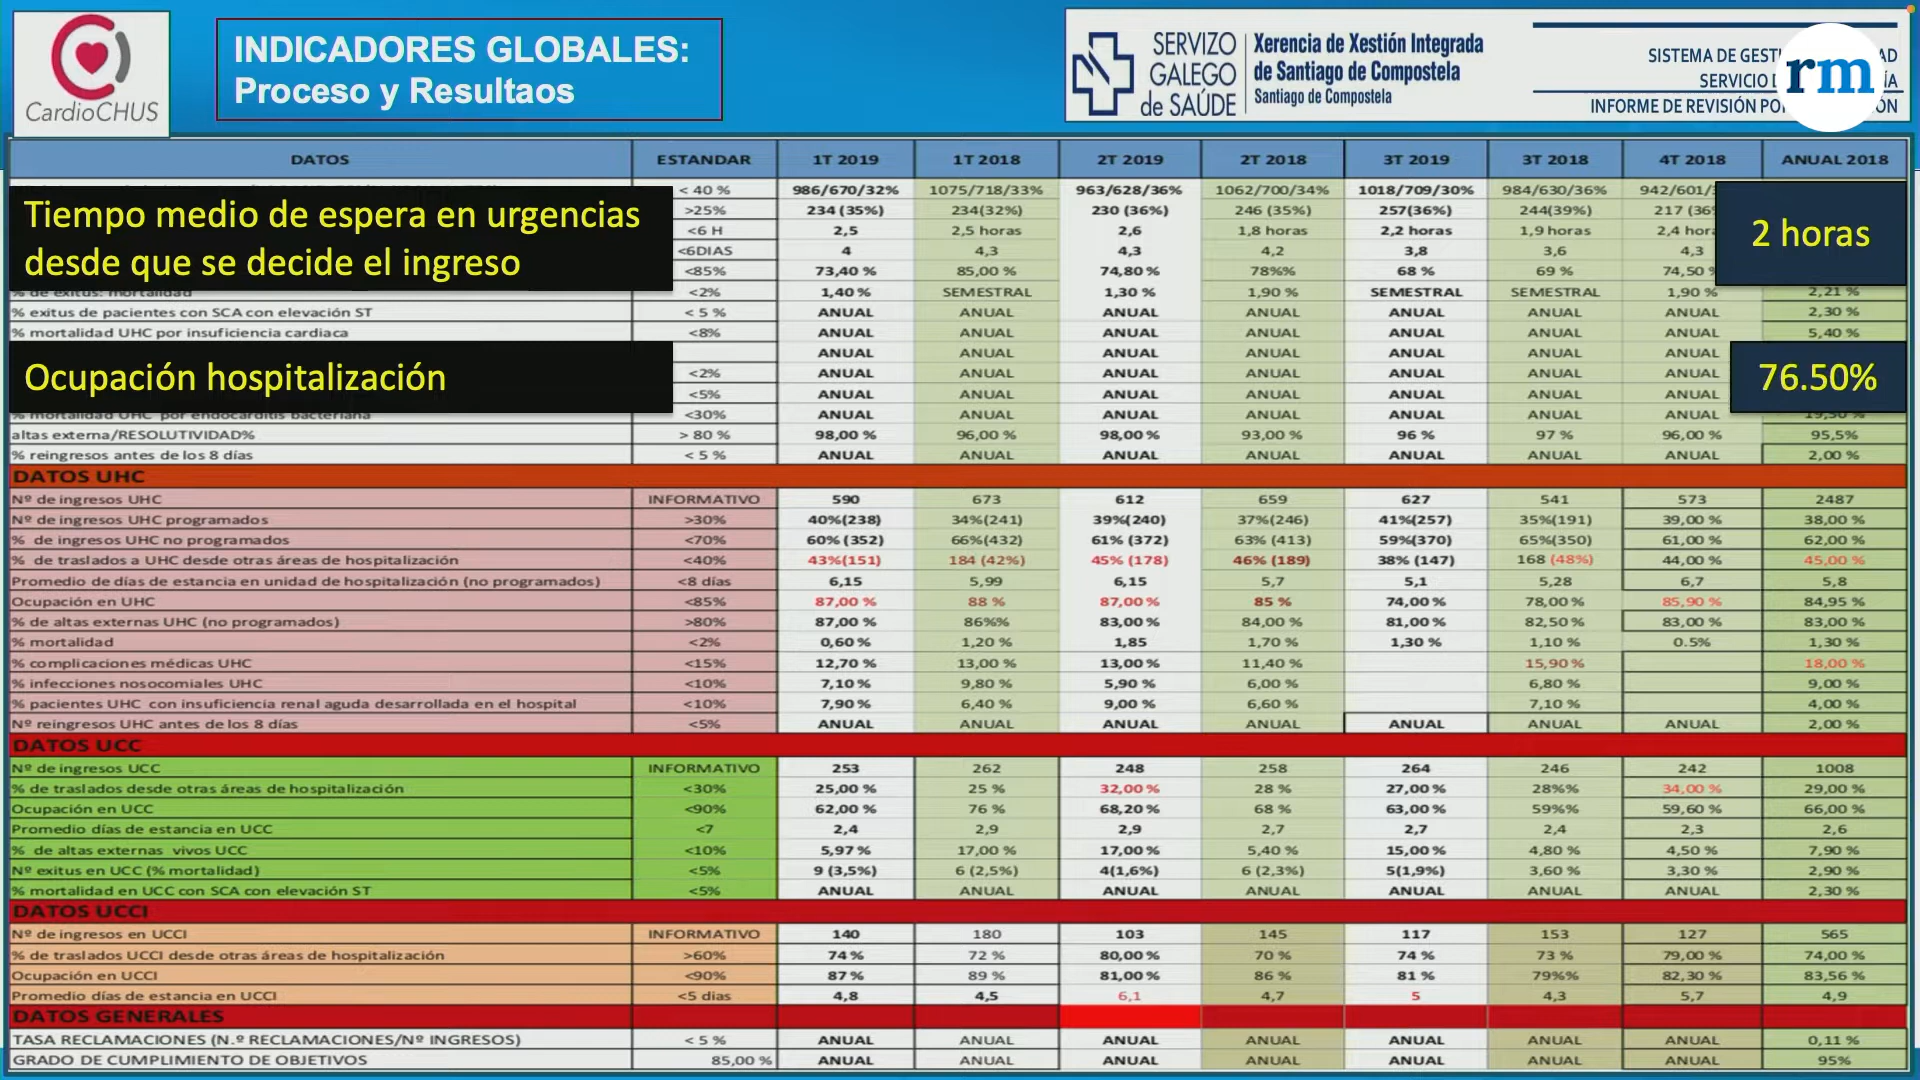 CardioCHUS
INDICADORES GLOBALES:
Proceso y Resultaos
SERVIZO
GALEGO
de SAÚDE
Xerencia de Xestión Integrada
de Santiago de Compostela
Santiago de Compostela
SISTEMA DE
SERVICIO
INFORME DE REVISIÓN
rm
DATOS ESTANDAR 1T 2019 1T 2018 2T 2019 2T 2018 3T 2019 3T 2018 4T 2018 ANUAL 2018
< 40 % 986/670/32% 1075/718/33% 963/628/36% 1062/700/34% 1018/709/30% 984/630/36% 942/601/
Tiempo medio de espera en urgencias
desde que se decide el ingreso
2 horas
>25% 234 (35%) 234(32%) 230 (36%) 246 (35%) 257(36%) 244(39%) 217
<6 H 2,5 2,5 horas 2,6 1,8 horas 2,2 horas 1,9 horas 2,4
<6DIAS 4 4,3 4,3 4,2 3,8 3,6 4,3
<85% 73,40 % 85,00 % 74,80 % 78%% 68 % 69 % 74,50
% de exitus: mortalidad <2% 1,40 % SEMESTRAL 1,30 % 1,90 % SEMESTRAL SEMESTRAL 1,90 % 2,21 %
% exitus de pacientes con SCA con elevación ST < 5 % ANUAL ANUAL ANUAL ANUAL ANUAL ANUAL ANUAL 2,30 %
% mortalidad UHC por insuficiencia cardiaca <8% ANUAL ANUAL ANUAL ANUAL ANUAL ANUAL ANUAL 5,40 %
ANUAL ANUAL ANUAL ANUAL ANUAL ANUAL ANUAL
Ocupación hospitalización
76.50%
<2% ANUAL ANUAL ANUAL ANUAL ANUAL ANUAL ANUAL
<5% ANUAL ANUAL ANUAL ANUAL ANUAL ANUAL ANUAL
% mortalidad UHC por endocarditis bacteriana <30% ANUAL ANUAL ANUAL ANUAL ANUAL ANUAL ANUAL
altas externa/RESOLUTIVIDAD% > 80 % 98,00 % 96,00 % 98,00 % 93,00 % 96 % 97 % 96,00 % 95,5%
% reingresos antes de los 8 días < 5 % ANUAL ANUAL ANUAL ANUAL ANUAL ANUAL ANUAL 2,00 %
DATOS UHC
Nº de ingresos UHC INFORMATIVO 590 673 612 659 627 541 573 2487
Nº de ingresos UHC programados >30% 40%(238) 34%(241) 39%(240) 37%(246) 41%(257) 35%(191) 39,00 % 38,00 %
% de ingresos UHC no programados <70% 60% (352) 66%(432) 61% (372) 63% (413) 59%(370) 65%(350) 61,00 % 62,00 %
% de traslados a UHC desde otras áreas de hospitalización <40% 43%(151) 184 (42%) 45% (178) 46% (189) 38% (147) 168 (48%) 44,00 % 45,00 %
Promedio de días de estancia en unidad de hospitalización (no programados) <8 días 6,15 5,99 6,15 5,7 5,1 5,28 6,7 5,8
Ocupación en UHC <85% 87,00 % 88 % 87,00 % 85 % 74,00 % 78,00 % 85,90 % 84,95 %
% de altas externas UHC (no programados) >80% 87,00 % 86%% 83,00 % 84,00 % 81,00 % 82,50 % 83,00 % 83,00 %
% mortalidad <2% 0,60 % 1,20 % 1,85 1,70 % 1,30 % 1,10 % 0.5% 1,30 %
% complicaciones médicas UHC <15% 12,70 % 13,00 % 13,00 % 11,40 % 15,90 % 18,00 %
% infecciones nosocomiales UHC <10% 7,10 % 9,80 % 5,90 % 6,00 % 6,80 % 9,00 %
% pacientes UHC con insuficiencia renal aguda desarrollada en el hospital <10% 7,90 % 6,40 % 9,00 % 6,60 % 7,10 % 4,00 %
Nº reingresos UHC antes de los 8 días <5% ANUAL ANUAL ANUAL ANUAL ANUAL ANUAL ANUAL 2,00 %
DATOS UCC
Nº de ingresos UCC INFORMATIVO 253 262 248 258 264 246 242 1008
% de traslados desde otras áreas de hospitalización <30% 25,00 % 25 % 32,00 % 28 % 27,00 % 28%% 34,00 % 29,00 %
Ocupación en UCC <90% 62,00 % 76 % 68,20 % 68 % 63,00 % 59%% 59,60 % 66,00 %
Promedio días de estancia en UCC <7 2,4 2,9 2,9 2,7 2,7 2,4 2,3 2,6
% de altas externas vivos UCC <10% 5,97 % 17,00 % 17,00 % 5,40 % 15,00 % 4,80 % 4,50 % 7,90 %
Nº exitus en UCC (% mortalidad) <5% 9 (3,5%) 6 (2,5%) 4(1,6%) 6 (2,3%) 5(1,9%) 3,60 % 3,30 % 2,90 %
% mortalidad en UCC con SCA con elevación ST <5% ANUAL ANUAL ANUAL ANUAL ANUAL ANUAL ANUAL 2,30 %
DATOS UCCI
Nº de ingresos en UCCI INFORMATIVO 140 180 103 145 117 153 127 565
% de traslados UCCI desde otras áreas de hospitalización >60% 74 % 72 % 80,00 % 70 % 74 % 73 % 79,00 % 74,00 %
Ocupación en UCCI <90% 87 % 89 % 81,00 % 86 % 81 % 79%% 82,30 % 83,56 %
Promedio días de estancia en UCCI <5 dias 4,8 4,5 6,1 4,7 5 4,3 5,7 4,9
DATOS GENERALES
TASA RECLAMACIONES (N.º RECLAMACIONES/Nº INGRESOS) < 5 % ANUAL ANUAL ANUAL ANUAL ANUAL ANUAL ANUAL 0,11 %
GRADO DE CUMPLIMIENTO DE OBJETIVOS 85,00 % ANUAL ANUAL ANUAL ANUAL ANUAL ANUAL ANUAL 95%